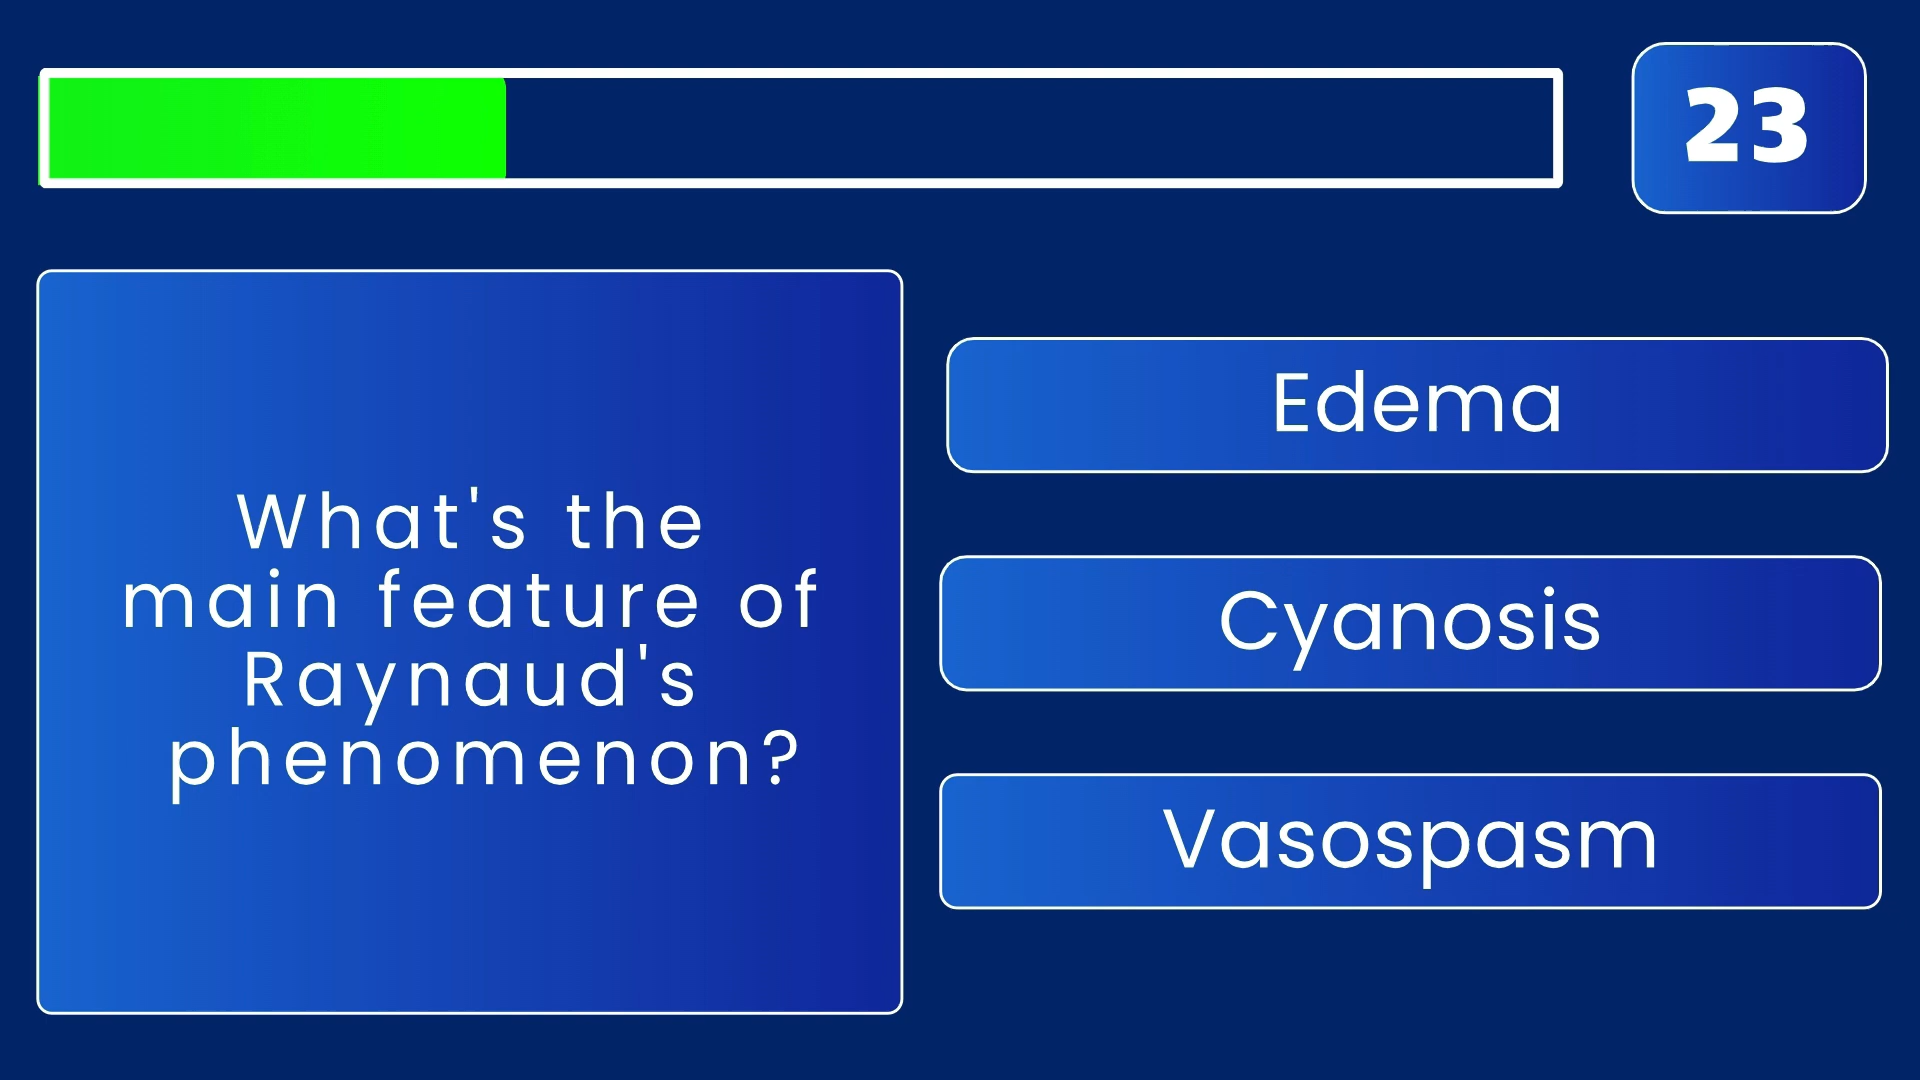 23
What's the
main feature of
Raynaud's
phenomenon?
Edema
Cyanosis
Vasospasm